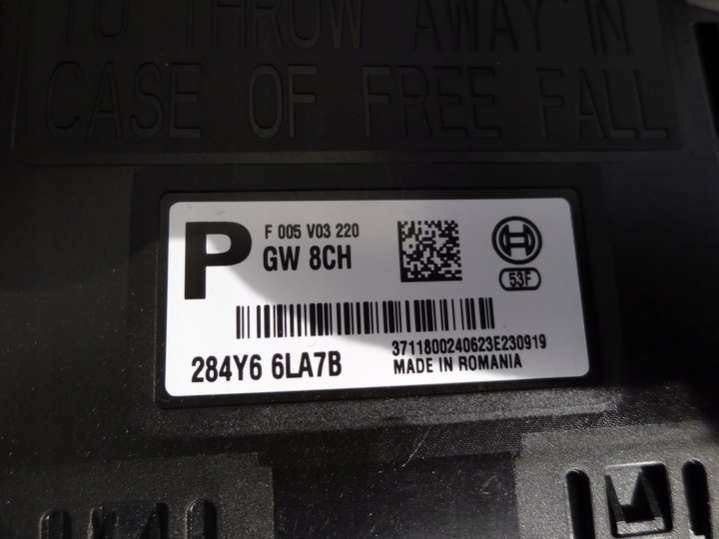 TO THROW AWAY IN
CASE OF FREE FALL
P
F 005 V03 220
GW 8CH
53F
284Y6 6LA7B
3711800240623E230919
MADE IN ROMANIA